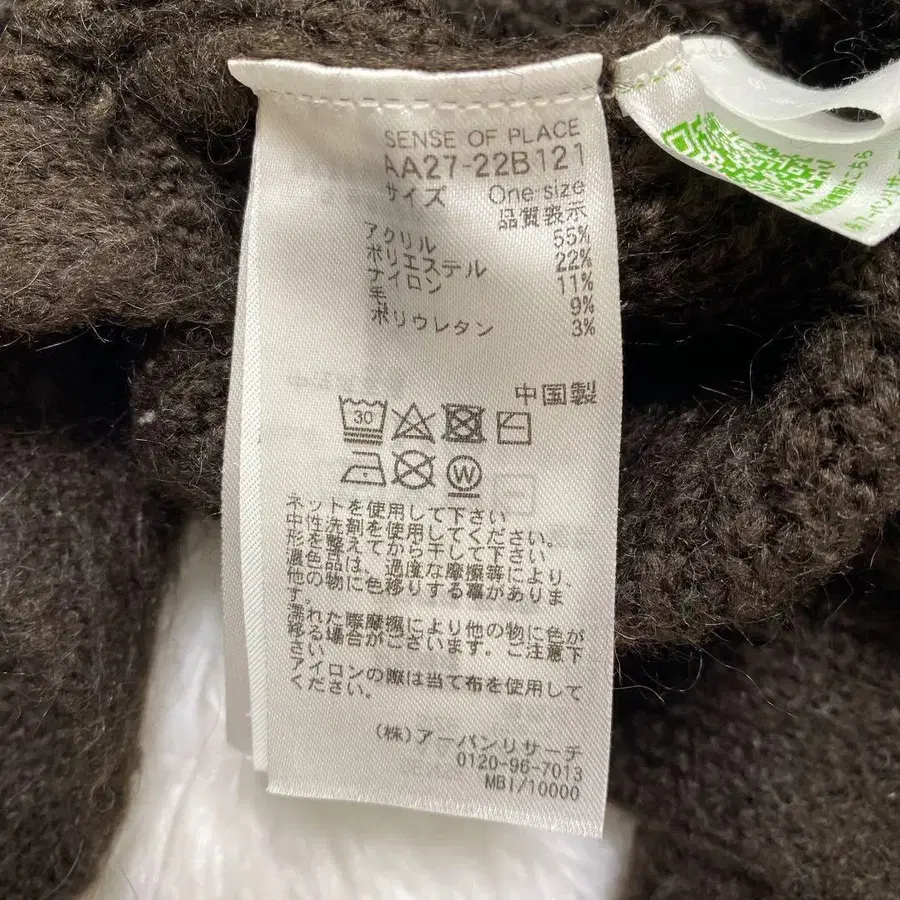 SENSE OF PLACE
AA27-22B121
サイズ One size
品質表示
アクリル 55%
ポリエステル 22%
ナイロン 11%
毛 9%
ポリウレタン 3%
中国製
30
W
ネットを使用して下さい
中性洗剤を使用してください。
形を整えてから干して下さい
濃色品は、過度な摩擦等により、
他の物に色移りする事がありま
す。
濡れた際摩擦により他の物に色が
移る場合がございます。ご注意下
さい
アイロンの際は当て布を使用して
ください。
(株)アーバンリサーチ
0120-96-7013
MBI/10000